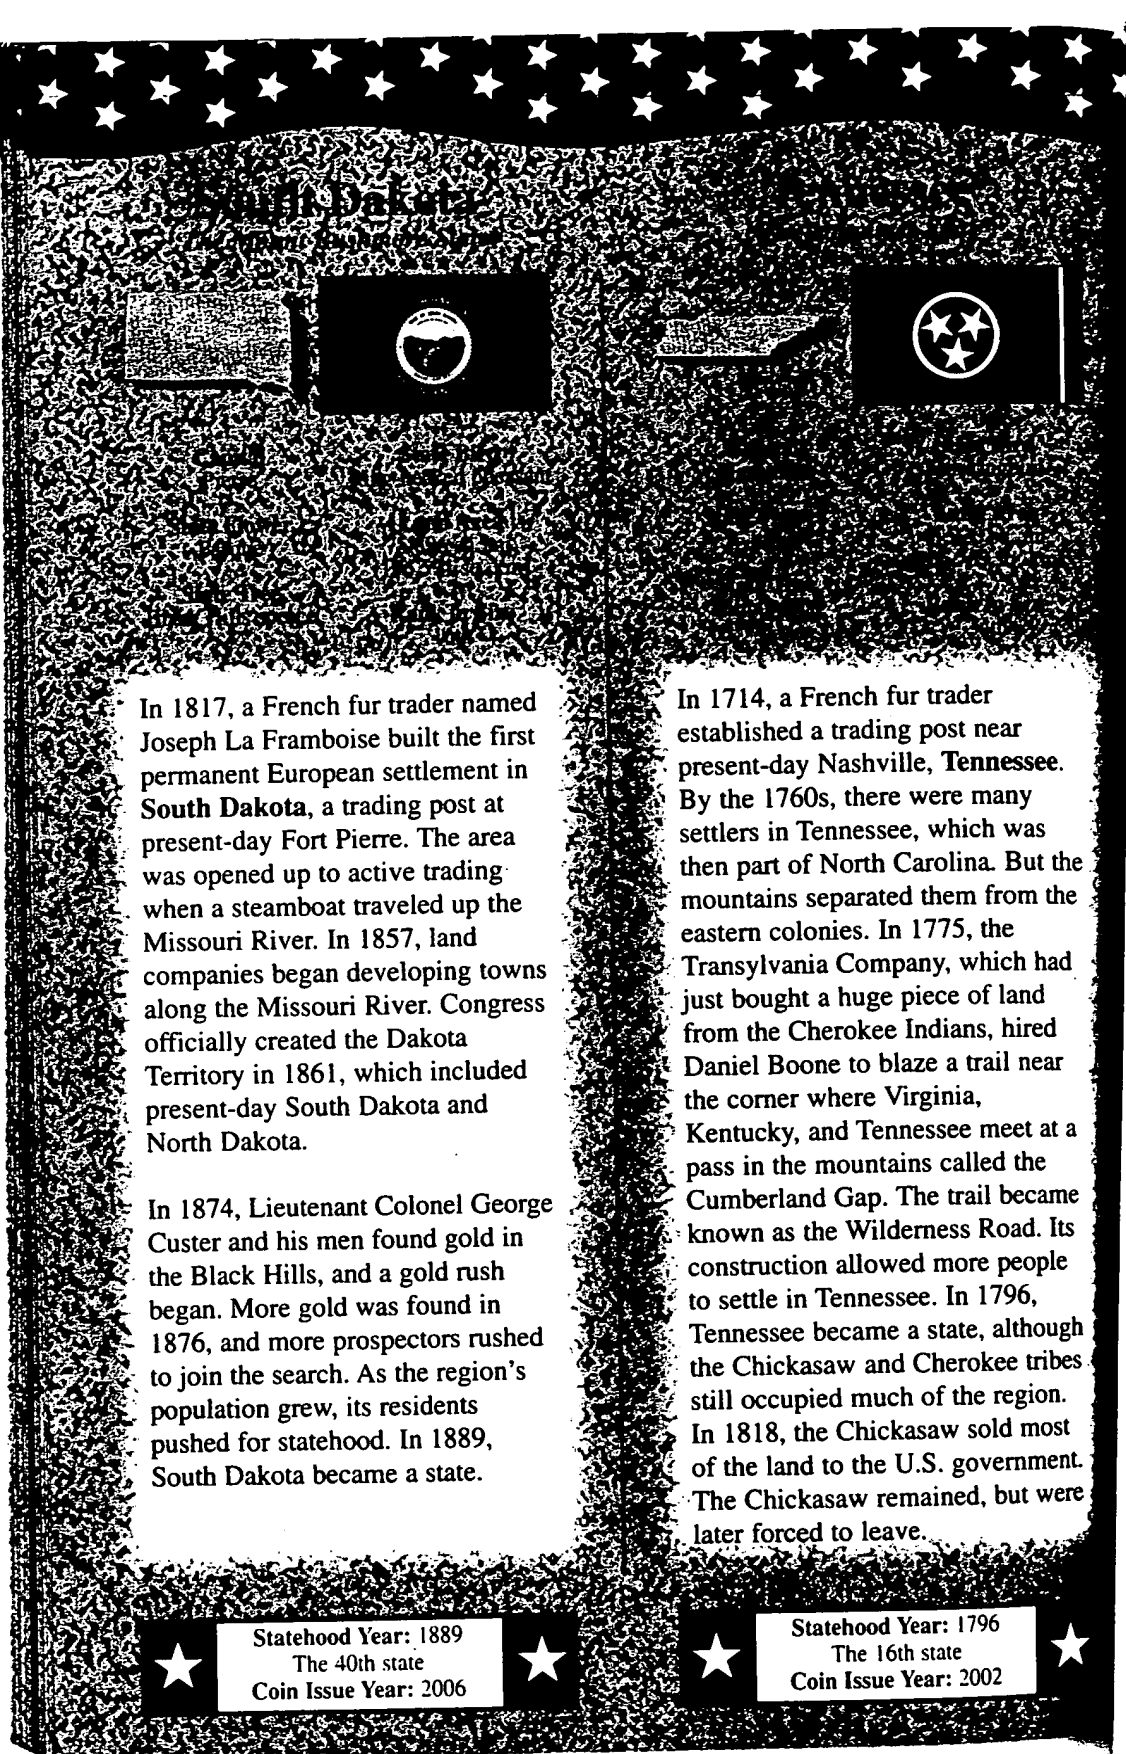 South Dakota
In 1817, a French fur trader named
Joseph La Framboise built the first
permanent European settlement in
South Dakota, a trading post at
present-day Fort Pierre. The area
was opened up to active trading
when a steamboat traveled up the
Missouri River. In 1857, land
companies began developing towns
along the Missouri River. Congress
officially created the Dakota
Territory in 1861, which included
present-day South Dakota and
North Dakota.
In 1874, Lieutenant Colonel George
Custer and his men found gold in
the Black Hills, and a gold rush
began. More gold was found in
1876, and more prospectors rushed
to join the search. As the region's
population grew, its residents
pushed for statehood. In 1889,
South Dakota became a state.
Statehood Year: 1889
The 40th state
Coin Issue Year: 2006
In 1714, a French fur trader
established a trading post near
present-day Nashville, Tennessee.
By the 1760s, there were many
settlers in Tennessee, which was
then part of North Carolina. But the
mountains separated them from the
eastern colonies. In 1775, the
Transylvania Company, which had
just bought a huge piece of land
from the Cherokee Indians, hired
Daniel Boone to blaze a trail near
the corner where Virginia,
Kentucky, and Tennessee meet at a
pass in the mountains called the
Cumberland Gap. The trail became
known as the Wilderness Road. Its
construction allowed more people
to settle in Tennessee. In 1796,
Tennessee became a state, although
the Chickasaw and Cherokee tribes
still occupied much of the region.
In 1818, the Chickasaw sold most
of the land to the U.S. government.
The Chickasaw remained, but were
later forced to leave.
Statehood Year: 1796
The 16th state
Coin Issue Year: 2002